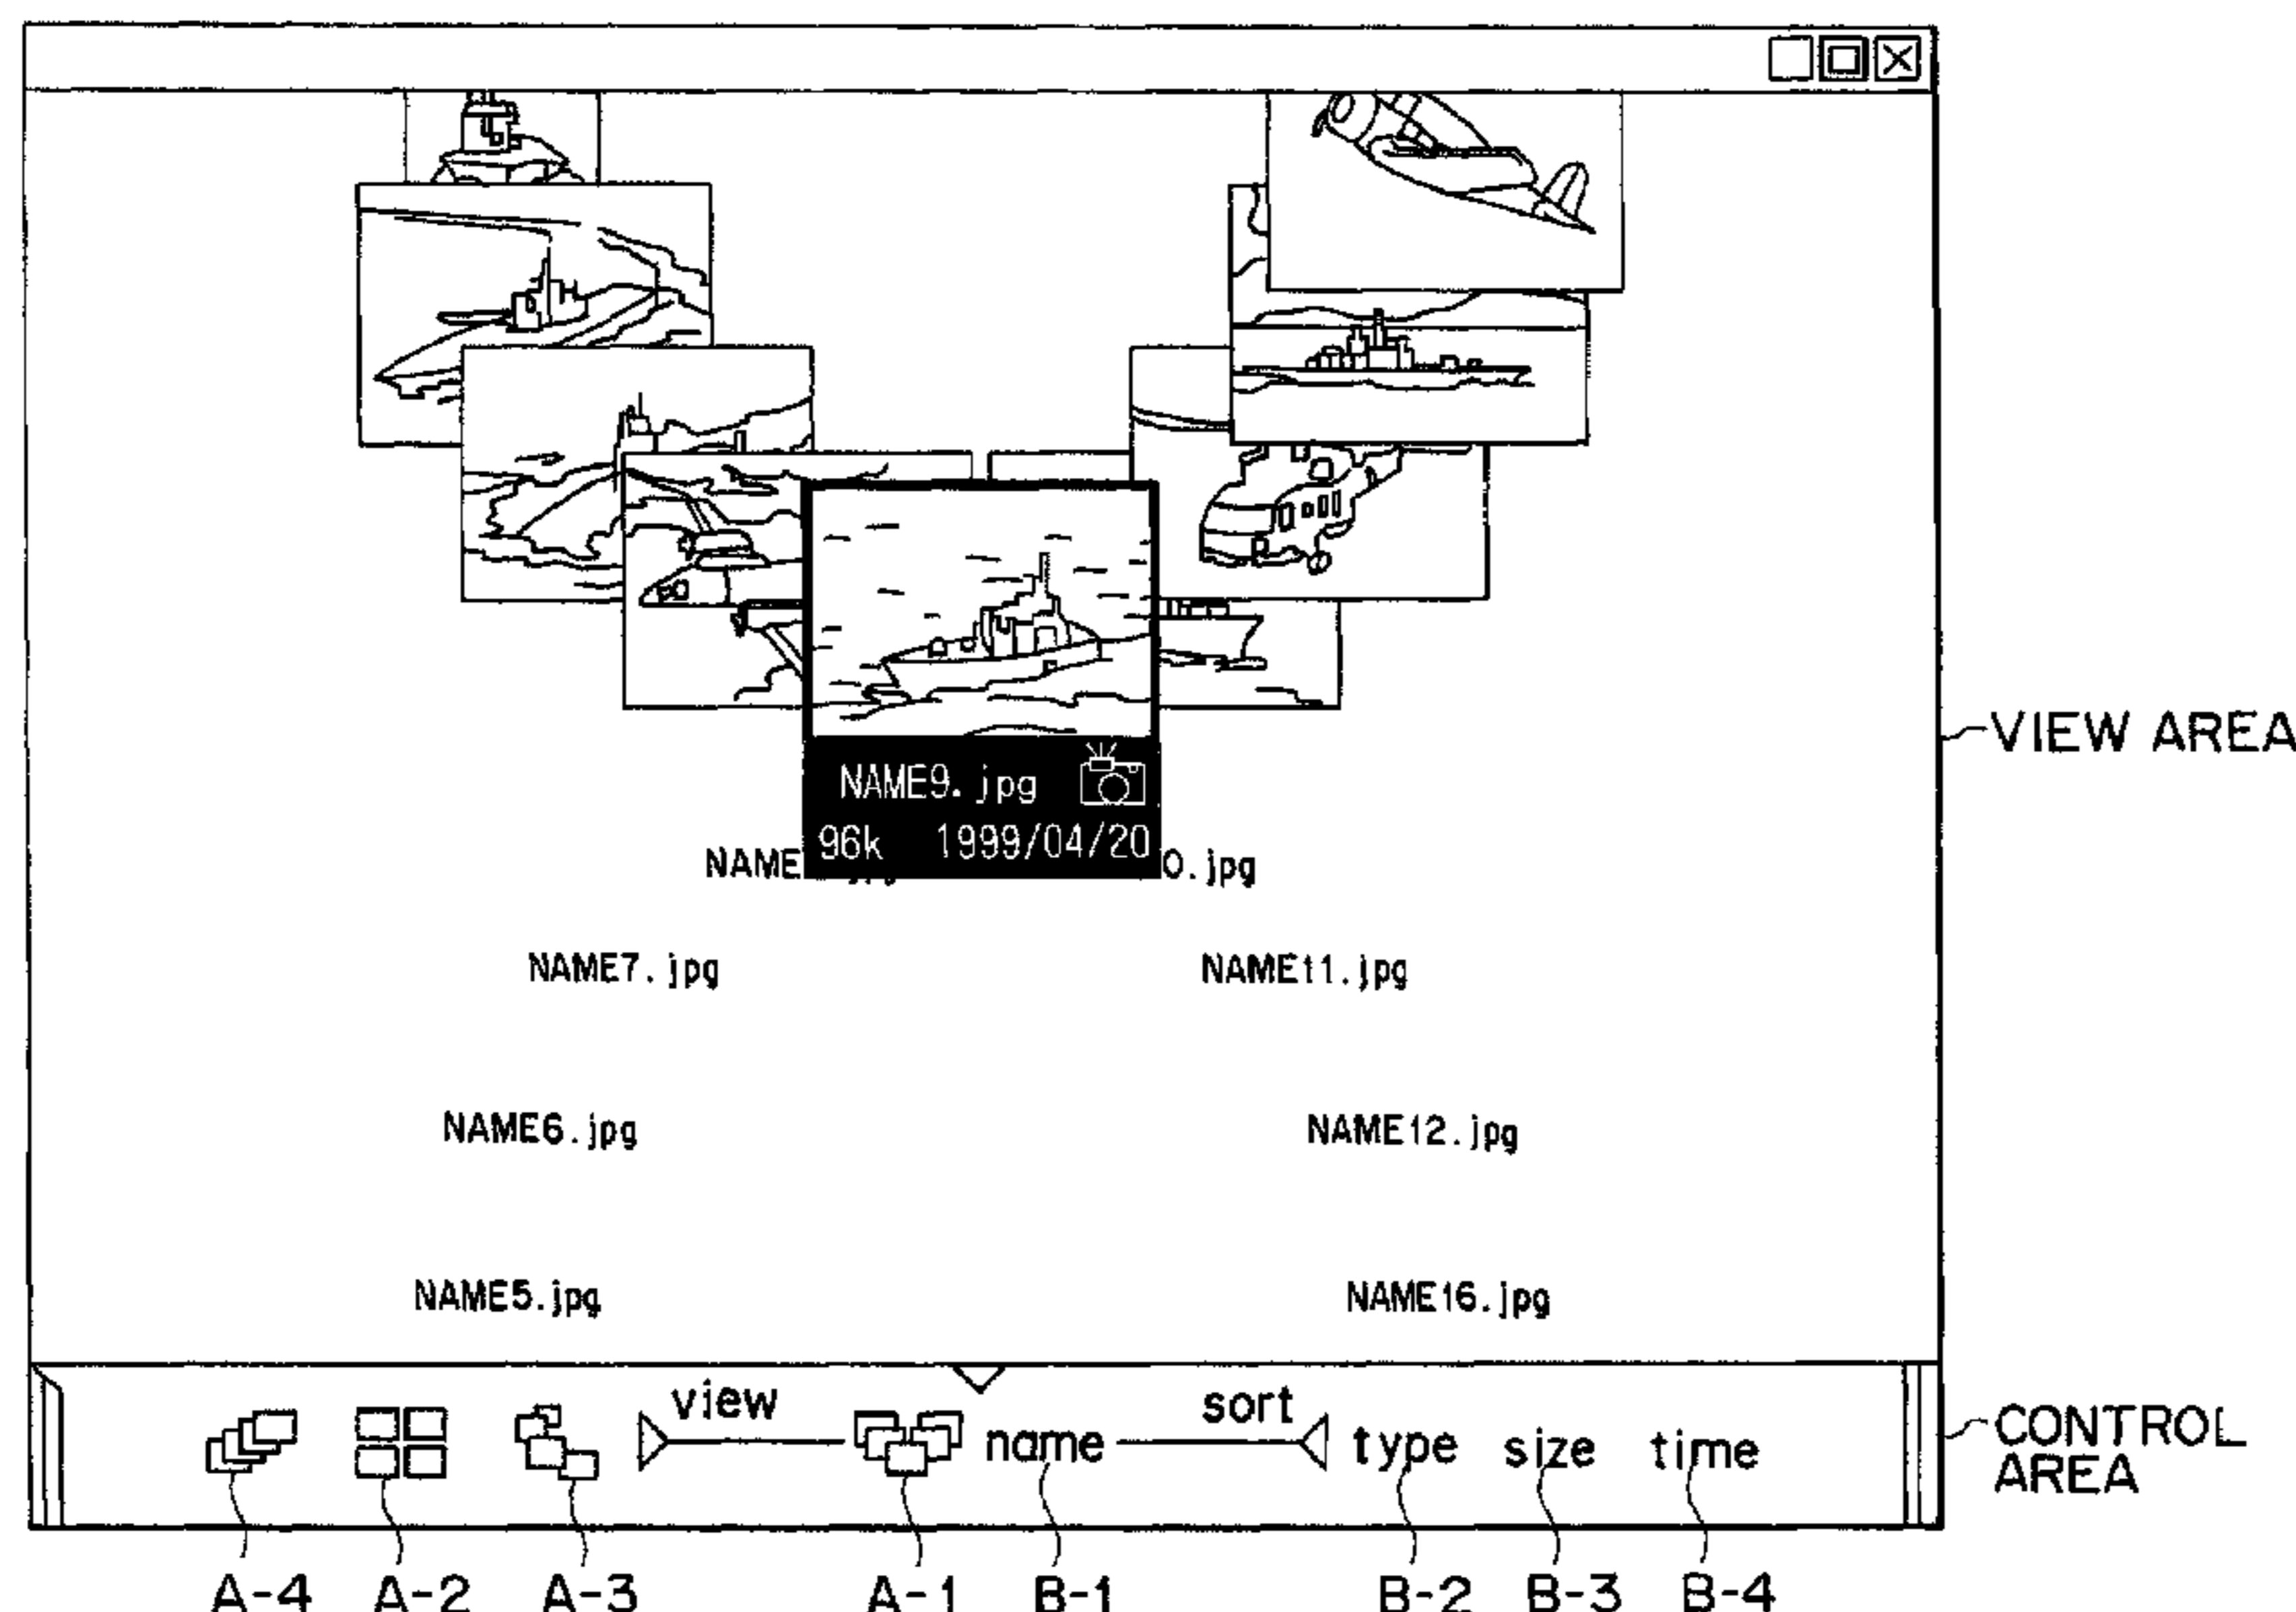 VIEW AREA
NAME9.jpg
96k 1999/04/20
NAME
0.jpg
NAME7.jpg
NAME11.jpg
NAME6.jpg
NAME12.jpg
NAME5.jpg
NAME16.jpg
view
sort
name
type
size
time
CONTROL
AREA
A-4
A-2
A-3
A-1
B-1
B-2
B-3
B-4